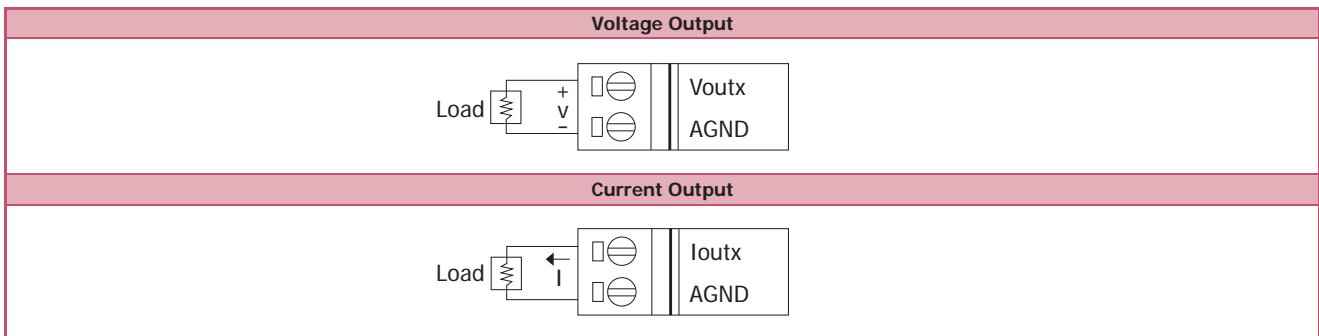 Voltage Output
Load + V – Voutx
AGND
Current Output
Load I Ioutx
AGND